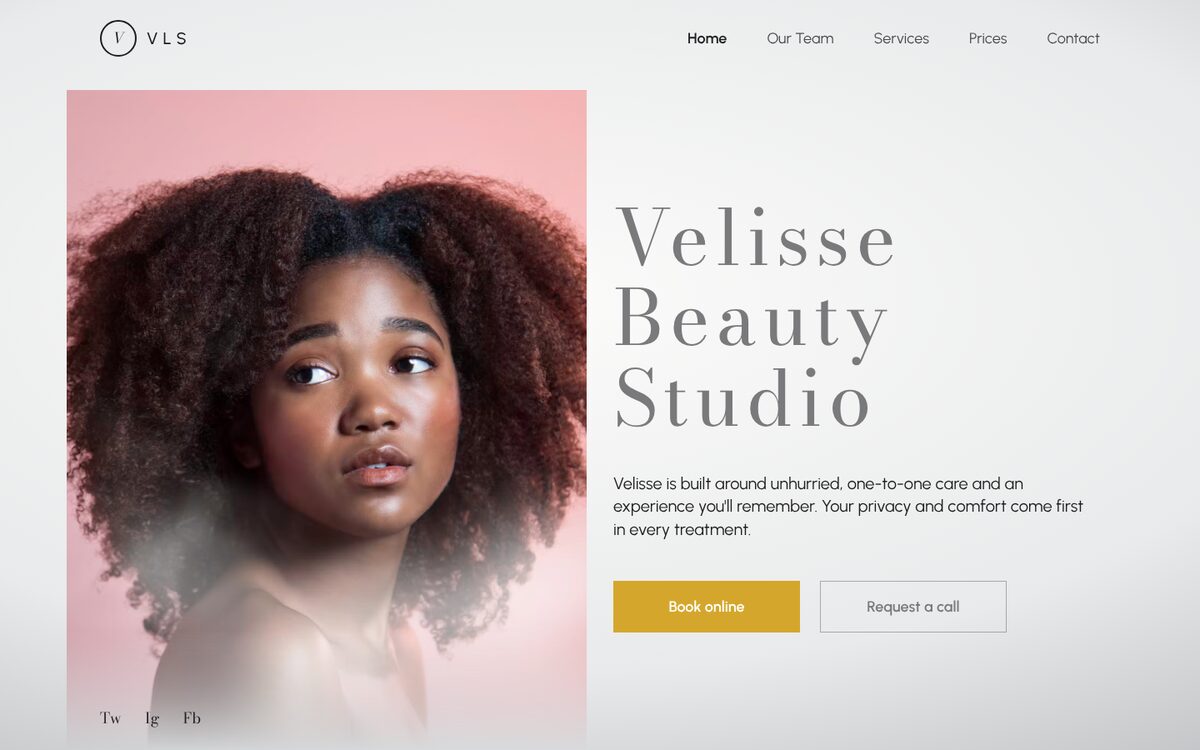 V VLS
Home Our Team Services Prices Contact
Velisse
Beauty
Studio
Velisse is built around unhurried, one-to-one care and an
experience you'll remember. Your privacy and comfort come first
in every treatment.
Book online Request a call
Tw Ig Fb